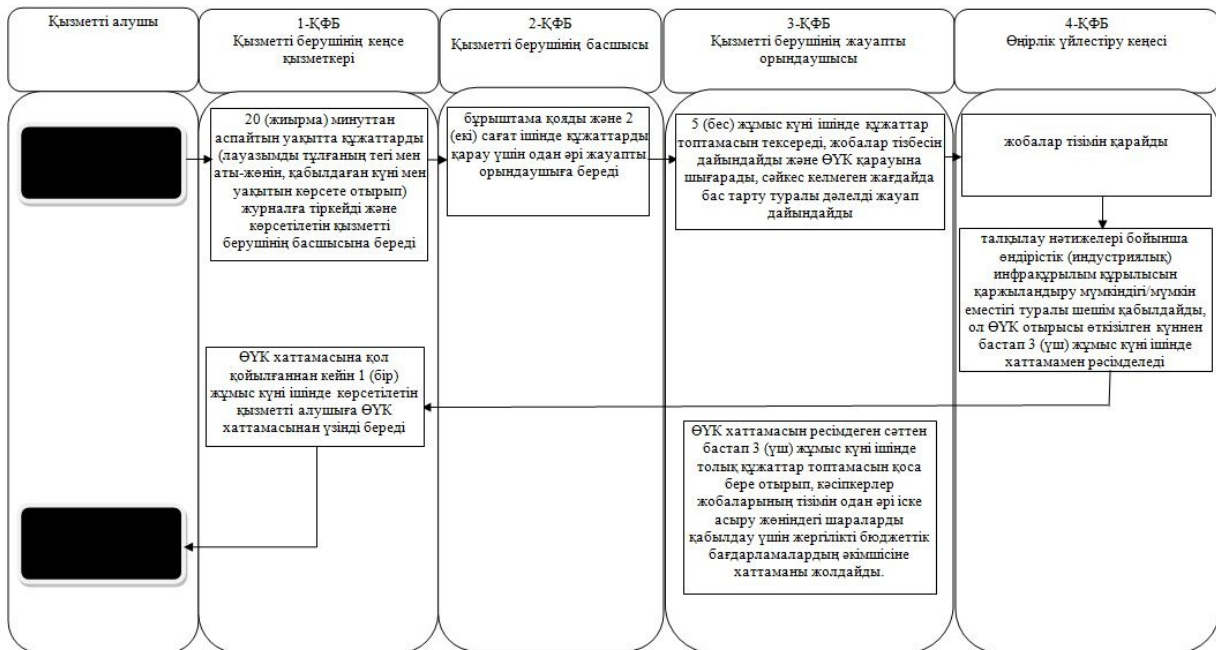 Қызметті алушы
1-ҚФБ
Қызметті берушінің кеңсе
қызметкері
2-ҚФБ
Қызметті берушінің басшысы
3-ҚФБ
Қызметті берушінің жауапты
орындаушысы
4-ҚФБ
Өңірлік үйлестіру кеңесі
20 (жиырма) минуттан
аспайтын уақытта құжаттарды
(лауазымды тұлғаның тегі мен
аты-жөнін, қабылдаған күні мен
уақытын көрсете отырып)
журналға тіркейді және
көрсетілетін қызметті
берушінің басшысына береді
бұрыштама қояды және 2
(екі) сағат ішінде құжаттарды
қарау үшін одан әрі жауапты
орындаушыға береді
5 (бес) жұмыс күні ішінде құжаттар
топтамасын тексереді, жобалар тізбесін
дайындайды және ӨҮК қарауына
шығарады, сәйкес келмеген жағдайда
бас тарту туралы дәлелді жауап
дайындайды
жобалар тізімін қарайды
талқылау нәтижелері бойынша
өндірістік (индустриялық)
инфрақұрылым құрылысын
қаржыландыру мүмкіндігі/мүмкін
еместігі туралы шешім қабылдайды,
ол ӨҮК отырысы өткізілген күннен
бастап 3 (үш) жұмыс күні ішінде
хаттамамен рәсімделеді
ӨҮК хаттамасына қол
қойылғаннан кейін 1 (бір)
жұмыс күні ішінде көрсетілетін
қызметті алушыға ӨҮК
хаттамасынан үзінді береді
ӨҮК хаттамасын ресімдеген сәттен
бастап 3 (үш) жұмыс күні ішінде
толық құжаттар топтамасын қоса
бере отырып, кәсіпкерлер
жобаларының тізімін одан әрі іске
асыру жөніндегі шараларды
қабылдау үшін жергілікті бюджеттік
бағдарламалардың әкімшісіне
хаттаманы жолдайды.